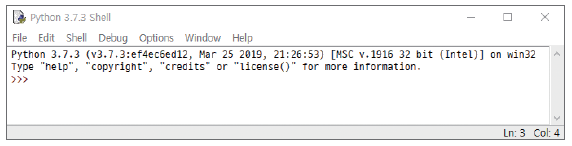 Python 3.7.3 Shell
File Edit Shell Debug Options Window Help
Python 3.7.3 (v3.7.3:ef4ec6ed12, Mar 25 2019, 21:26:53) [MSC v.1916 32 bit (Intel)] on win32
Type "help", "copyright", "credits" or "license()" for more information.
>>>
Ln: 3 Col: 4